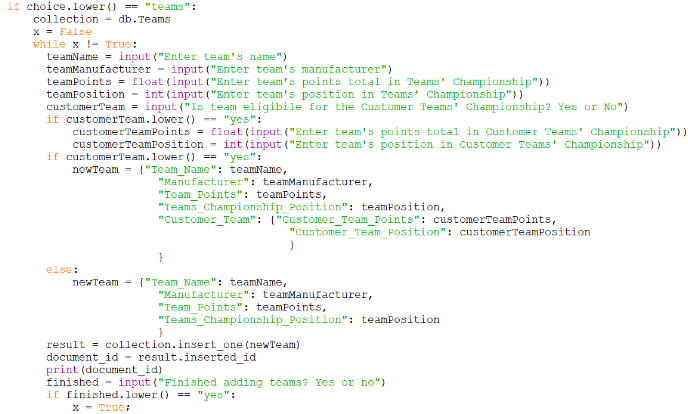 if choice.lower() == "teams":
    collection = db.Teams
    x = False
    while x != True:
      teamName = input("Enter team's name")
      teamManufacturer = input("Enter team's manufacturer")
      teamPoints = float(input("Enter team's points total in Teams' Championship"))
      teamPosition = int(input("Enter team's position in Teams' Championship"))
      customerTeam = input("Is team eligibile for the Customer Teams' Championship? Yes or No")
      if customerTeam.lower() == "yes":
          customerTeamPoints = float(input("Enter team's points total in Customer Teams' Championship"))
          customerTeamPosition = int(input("Enter team's position in Customer Teams' Championship"))
      if customerTeam.lower() == "yes":
          newTeam = {"Team_Name": teamName,
                       "Manufacturer": teamManufacturer,
                       "Team_Points": teamPoints,
                       "Teams_Championship_Position": teamPosition,
                       "Customer_Team": {"Customer_Team_Points": customerTeamPoints,
                                           "Customer_Team_Position": customerTeamPosition
                                           }
                       }
      else:
          newTeam = {"Team_Name": teamName,
                       "Manufacturer": teamManufacturer,
                       "Team_Points": teamPoints,
                       "Teams_Championship_Position": teamPosition
                       }
      result = collection.insert_one(newTeam)
      document_id = result.inserted_id
      print(document_id)
      finished = input("Finished adding teams? Yes or no")
      if finished.lower() == "yes":
          x = True;